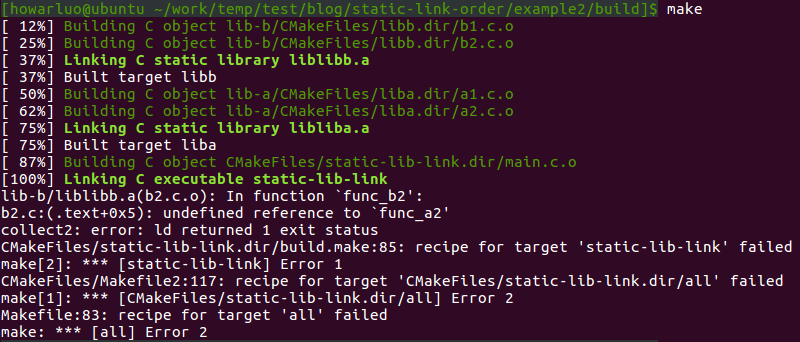 [howarluo@ubuntu ~/work/temp/test/blog/static-link-order/example2/build]$ make
[ 12%] Building C object lib-b/CMakeFiles/libb.dir/b1.c.o
[ 25%] Building C object lib-b/CMakeFiles/libb.dir/b2.c.o
[ 37%] Linking C static library liblibb.a
[ 37%] Built target libb
[ 50%] Building C object lib-a/CMakeFiles/liba.dir/a1.c.o
[ 62%] Building C object lib-a/CMakeFiles/liba.dir/a2.c.o
[ 75%] Linking C static library libliba.a
[ 75%] Built target liba
[ 87%] Building C object CMakeFiles/static-lib-link.dir/main.c.o
[100%] Linking C executable static-lib-link
lib-b/liblibb.a(b2.c.o): In function `func_b2':
b2.c:(.text+0x5): undefined reference to `func_a2'
collect2: error: ld returned 1 exit status
CMakeFiles/static-lib-link.dir/build.make:85: recipe for target 'static-lib-link' failed
make[2]: *** [static-lib-link] Error 1
CMakeFiles/Makefile2:117: recipe for target 'CMakeFiles/static-lib-link.dir/all' failed
make[1]: *** [CMakeFiles/static-lib-link.dir/all] Error 2
Makefile:83: recipe for target 'all' failed
make: *** [all] Error 2